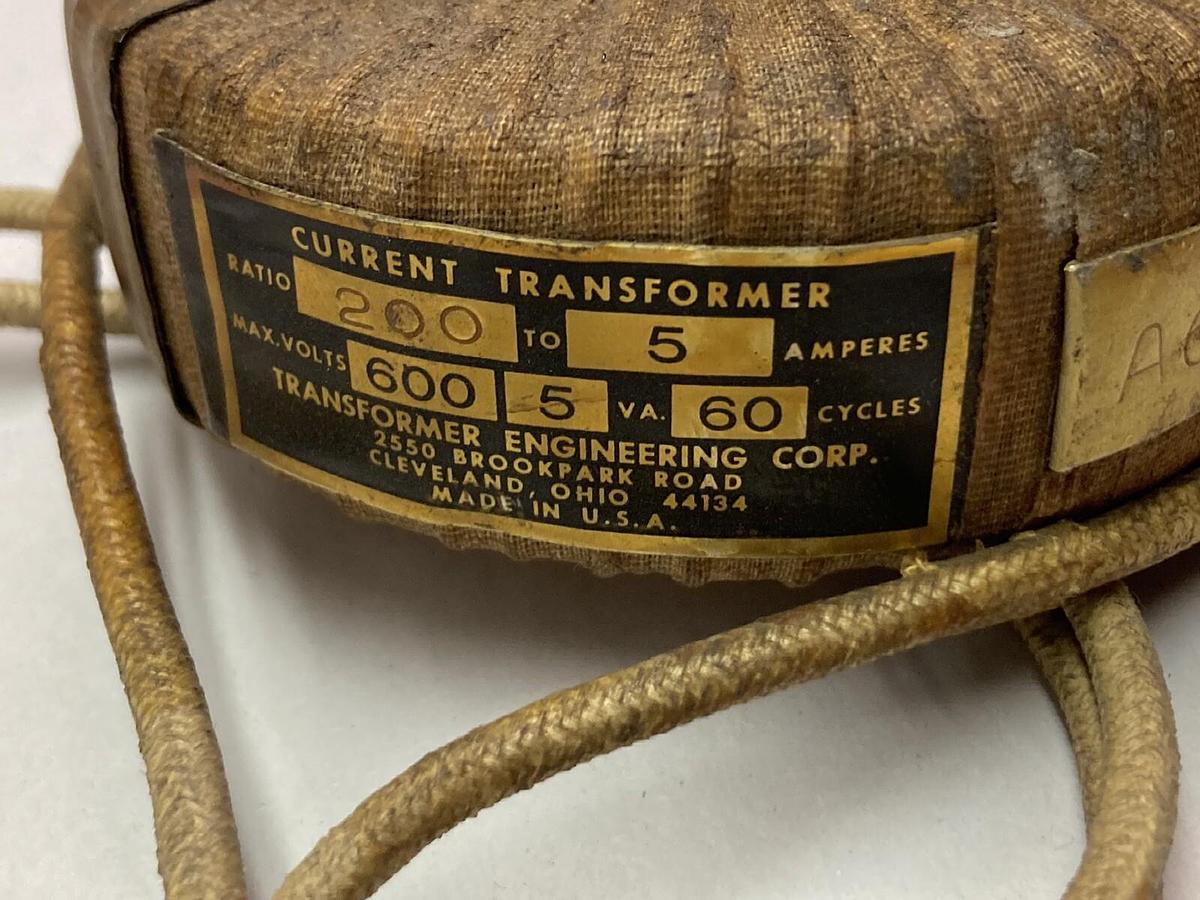 CURRENT TRANSFORMER
RATIO 200 TO 5 AMPERES
MAX. VOLTS 600 5 VA. 60 CYCLES
TRANSFORMER ENGINEERING CORP.
2550 BROOKPARK ROAD
CLEVELAND, OHIO 44134
MADE IN U.S.A.